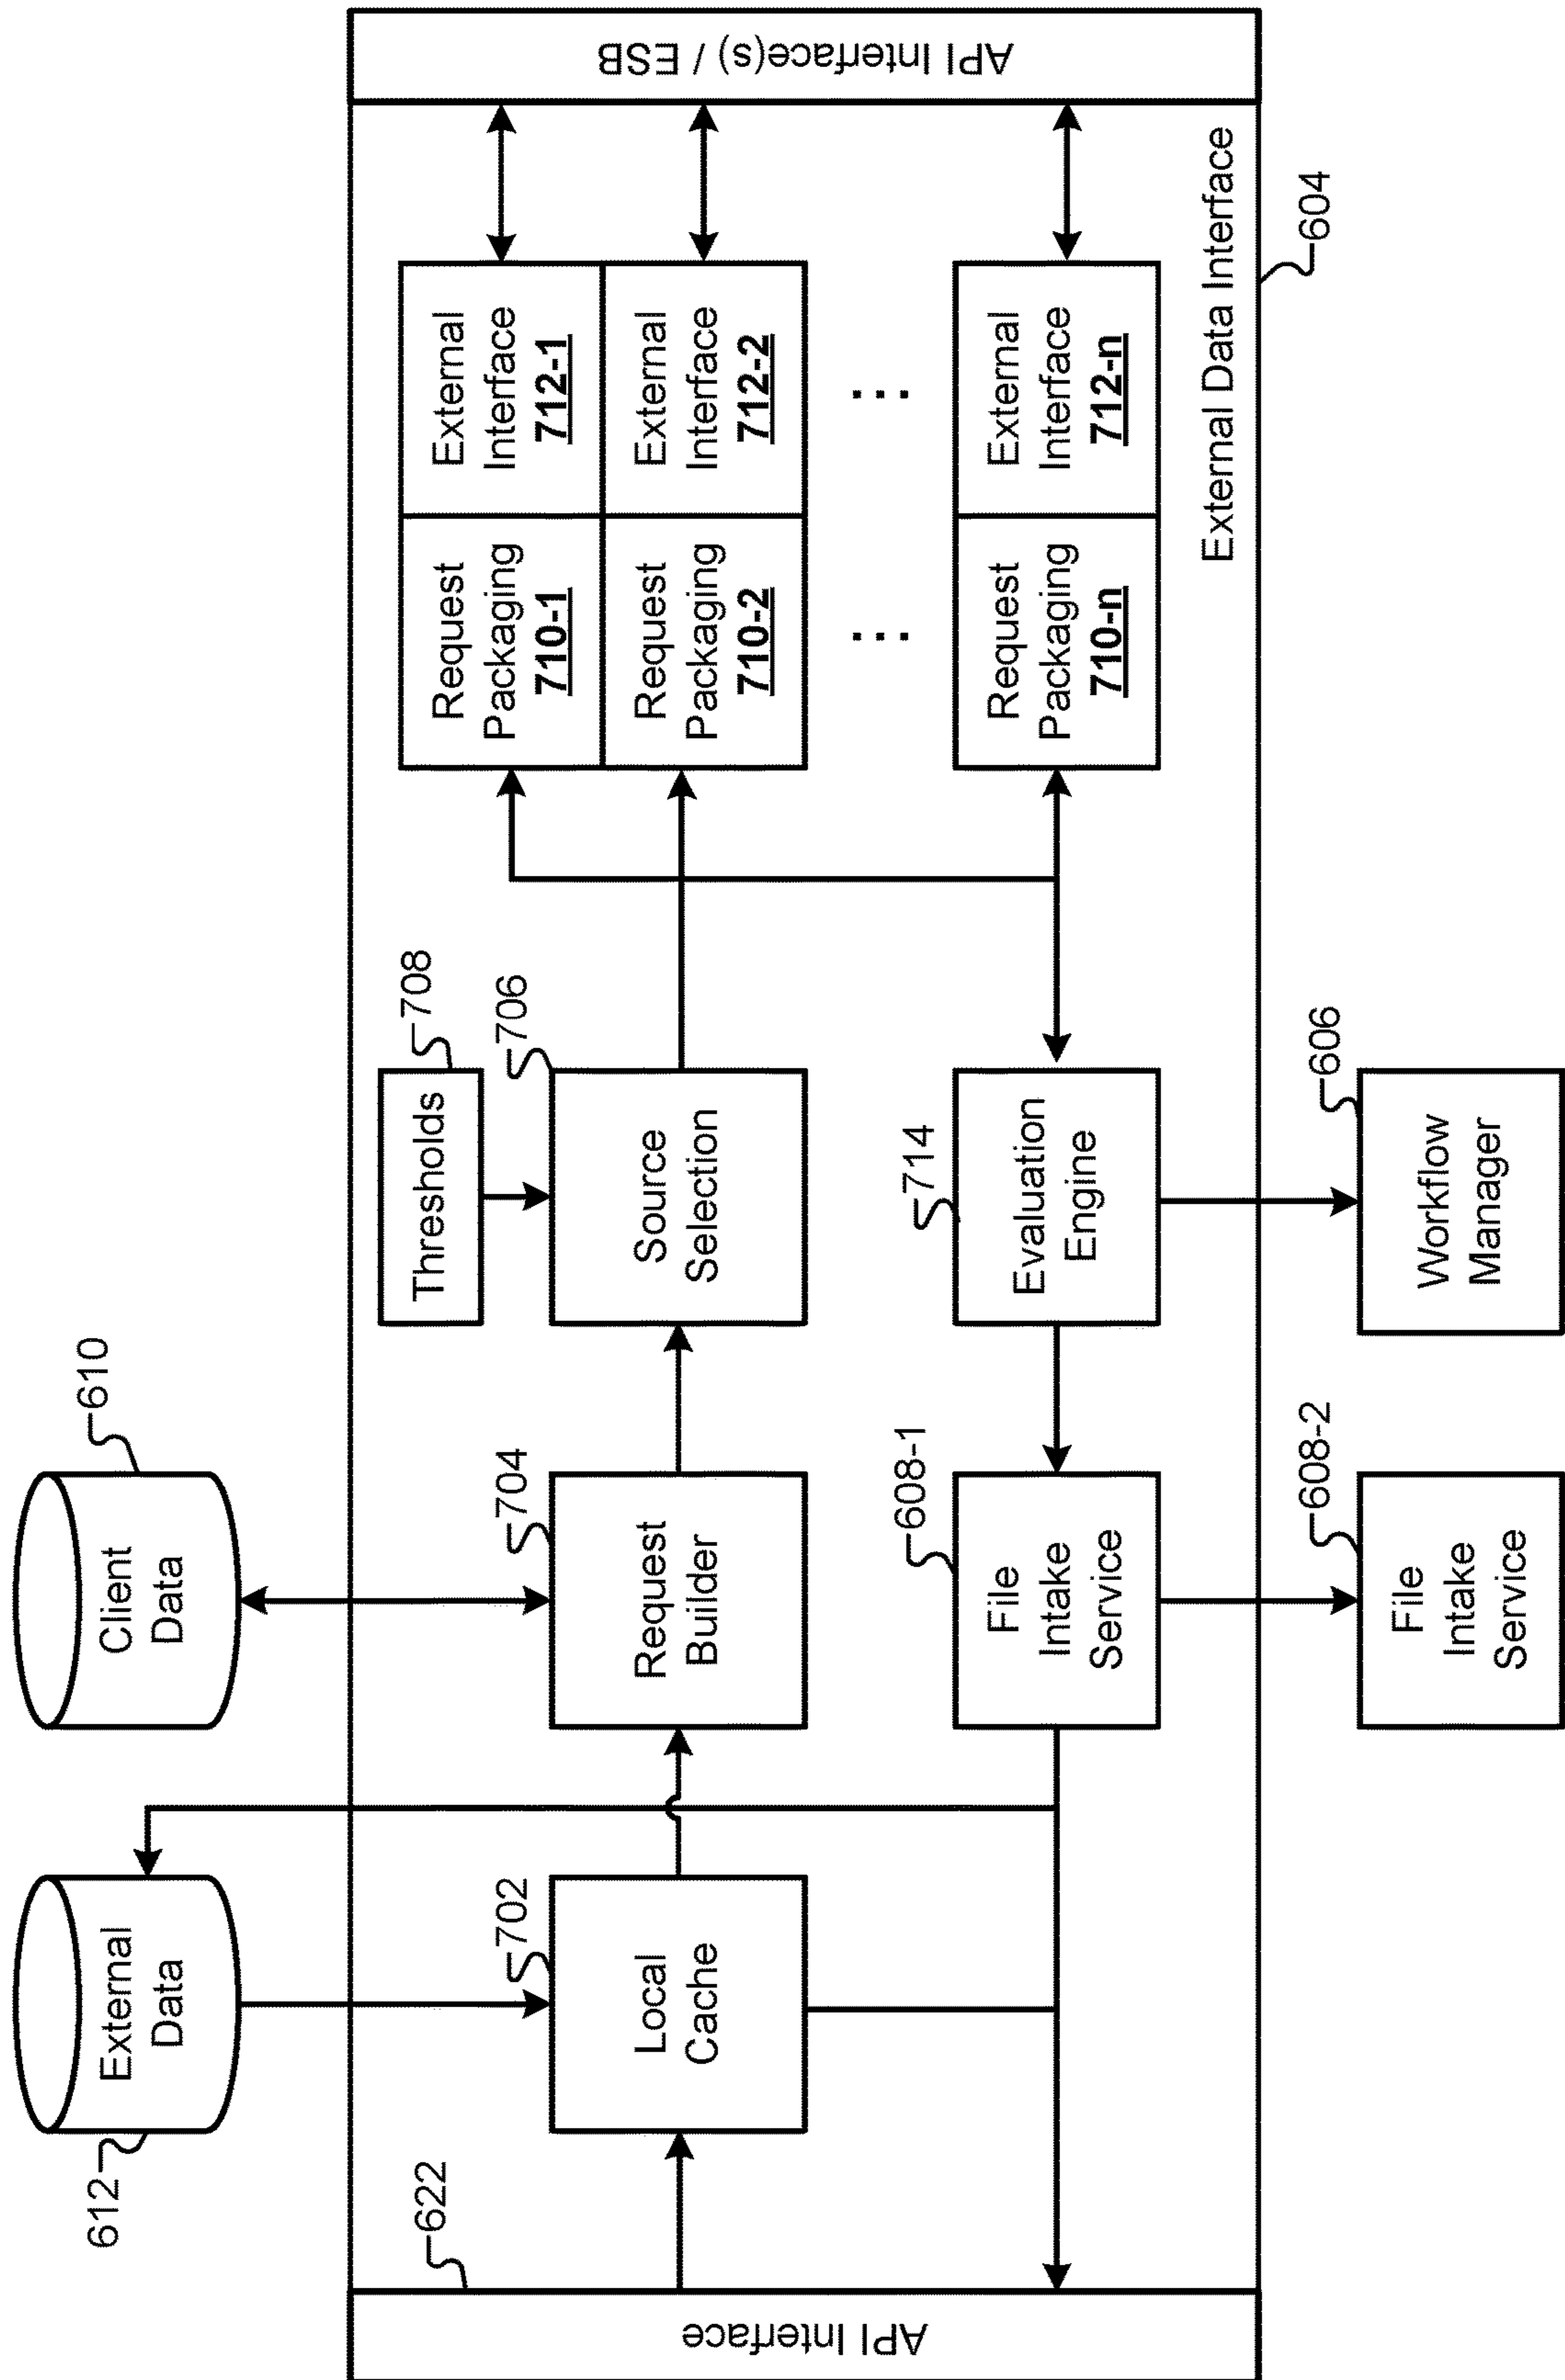 612
External
Data
610
Client
Data
622
API Interface
702
Local
Cache
704
Request
Builder
Thresholds
708
706
Source
Selection
Request
Packaging
710-1
External
Interface
712-1
Request
Packaging
710-2
External
Interface
712-2
...
...
Request
Packaging
710-n
External
Interface
712-n
API Interface(s) / ESB
608-1
File
Intake
Service
714
Evaluation
Engine
External Data Interface
604
608-2
File
Intake
Service
606
Workflow
Manager